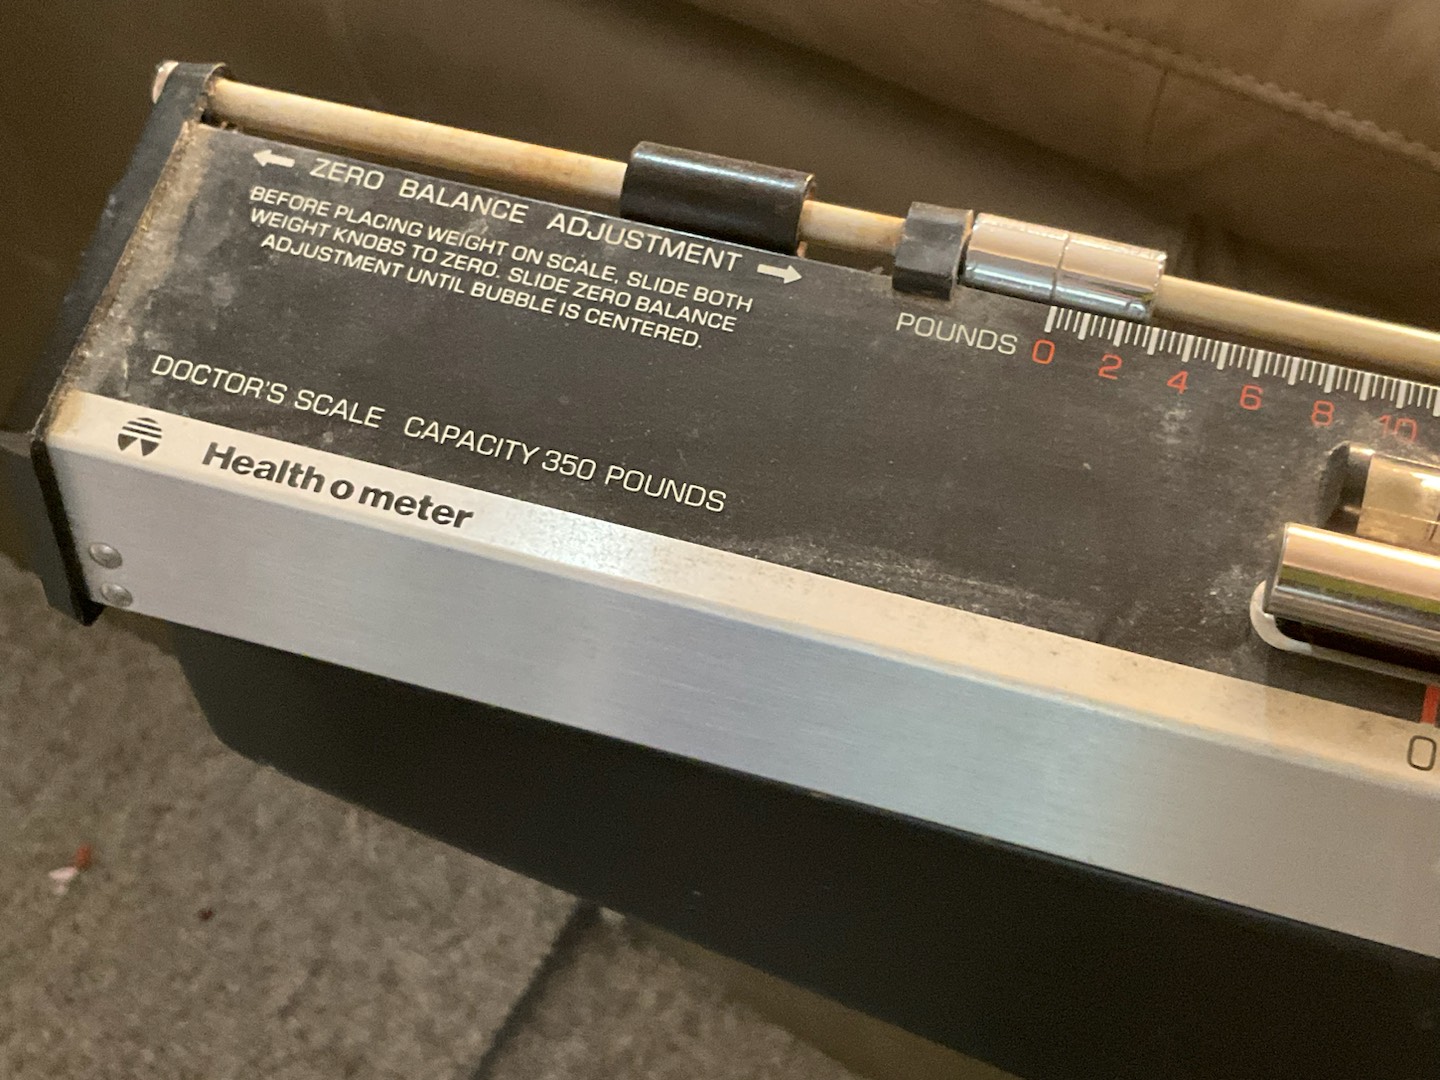 ZERO BALANCE ADJUSTMENT
BEFORE PLACING WEIGHT ON SCALE, SLIDE BOTH
WEIGHT KNOBS TO ZERO. SLIDE ZERO BALANCE
ADJUSTMENT UNTIL BUBBLE IS CENTERED.
POUNDS 0 2 4 6 8 10
DOCTOR'S SCALE CAPACITY 350 POUNDS
Health o meter
0